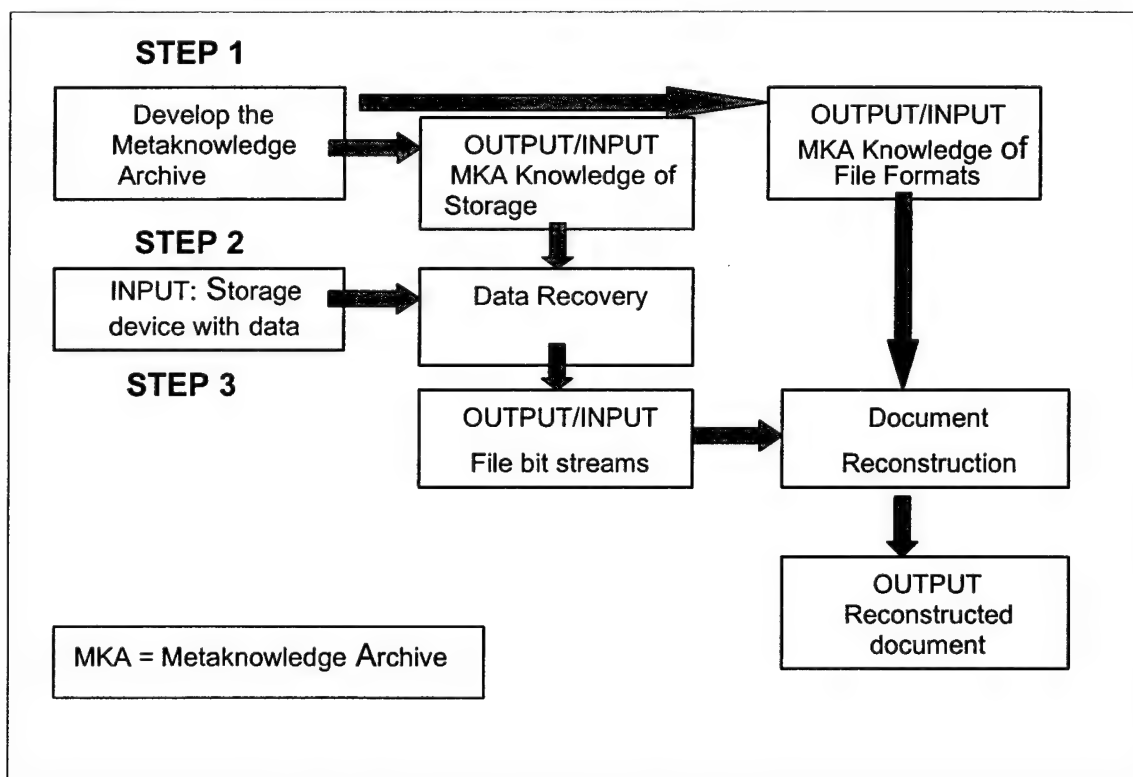 STEP 1
Develop the
Metaknowledge
Archive
OUTPUT/INPUT
MKA Knowledge of
Storage
OUTPUT/INPUT
MKA Knowledge of
File Formats
STEP 2
INPUT: Storage
device with data
Data Recovery
STEP 3
OUTPUT/INPUT
File bit streams
Document
Reconstruction
OUTPUT
Reconstructed
document
MKA = Metaknowledge Archive